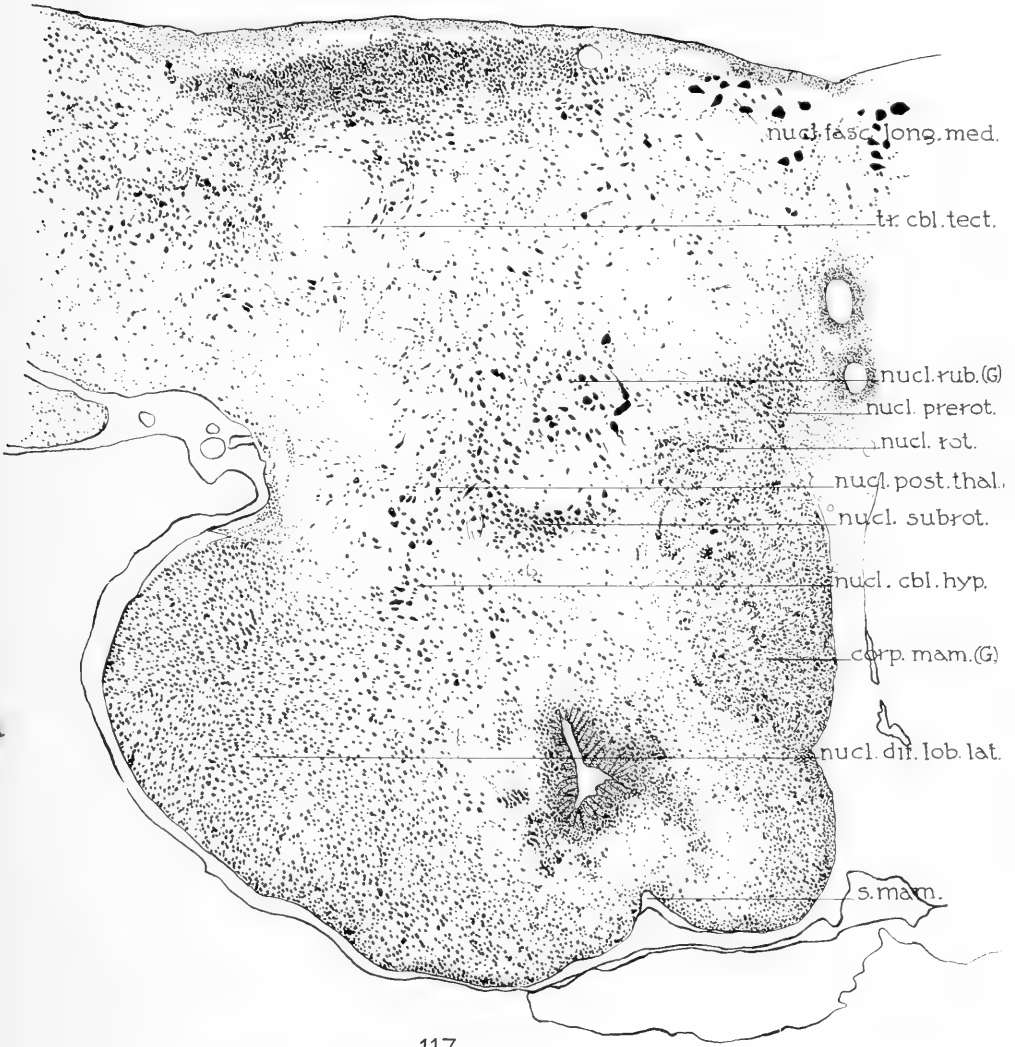 nucl.fasc.long.med.
tr.cbl.tect.
nucl.rub.(G)
nucl.prerot.
nucl.rot.
nucl.post.thal.
nucl.subrot.
nucl.cbl.hyp.
corp.mam.(G)
nucl.dif.lob.lat.
s.mam.
117